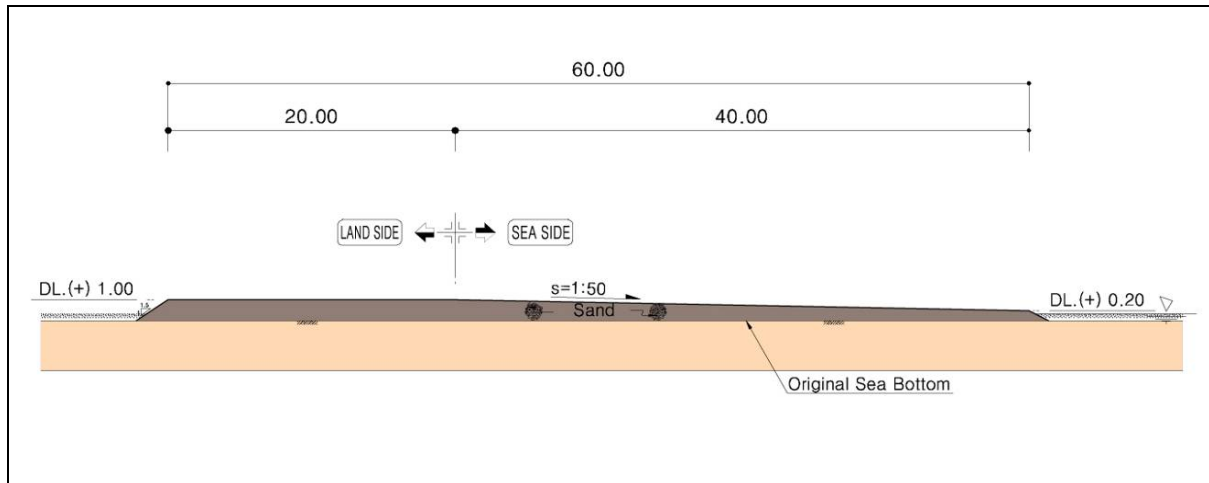 60.00
20.00 40.00
LAND SIDE SEA SIDE
DL.(+) 1.00 s=1:50 DL.(+) 0.20
Sand
Original Sea Bottom